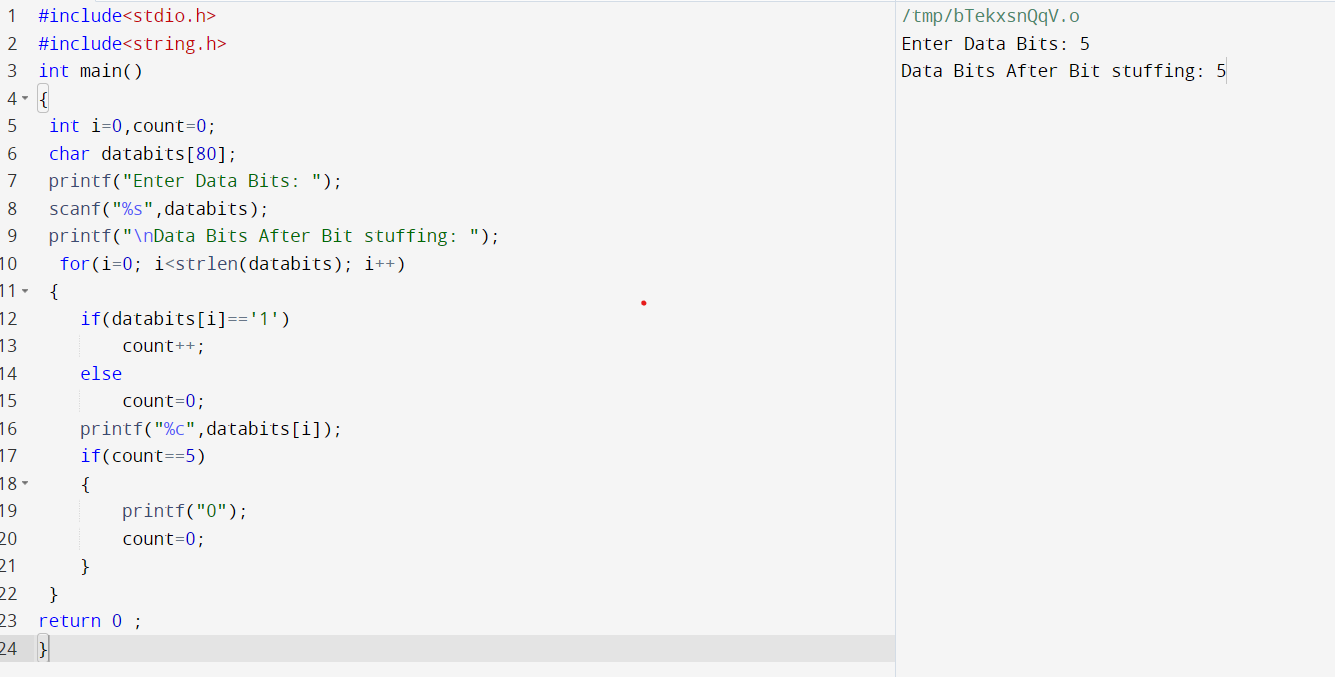 1 #include<stdio.h>
2 #include<string.h>
3 int main()
4 {
5 int i=0,count=0;
6 char databits[80];
7 printf("Enter Data Bits: ");
8 scanf("%s",databits);
9 printf("\nData Bits After Bit stuffing: ");
10 for(i=0; i<strlen(databits); i++)
11 {
12 if(databits[i]=='1')
13 count++;
14 else
15 count=0;
16 printf("%c",databits[i]);
17 if(count==5)
18 {
19 printf("0");
20 count=0;
21 }
22 }
23 return 0 ;
24 }
/tmp/bTekxsnQqV.o
Enter Data Bits: 5
Data Bits After Bit stuffing: 5